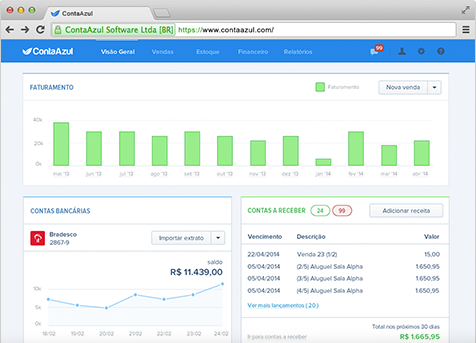 ContaAzul
ContaAzul Software Ltda [BR] https://www.contaazul.com/
ContaAzul Visão Geral Vendas Estoque Financeiro Relatórios 99
FATURAMENTO Faturamento Nova venda
40k
20k
0k
mai '13 jun '13 jul '13 ago '13 set '13 out '13 nov '13 dez '13 jan '14 fev '14 mar '14 abr '14
CONTAS BANCÁRIAS
Bradesco
2867-9
Importar extrato
saldo
R$ 11.439,00
10k
5k
0k
18/02 19/02 20/02 21/02 22/02 23/02 24/02
CONTAS A RECEBER 24 99 Adicionar receita
Vencimento Descrição Valor
22/04/2014 Venda 23 (1/2) 15,00
05/04/2014 (2/5) Aluguel Sala Alpha 1.650,95
05/04/2014 (3/5) Aluguel Sala Alpha 1.650,95
05/04/2014 (4/5) Aluguel Sala Alpha 1.650,95
Ver mais lançamentos ( 20 )
Total nos próximos 30 dias
Ir para contas a receber R$ 1.665,95